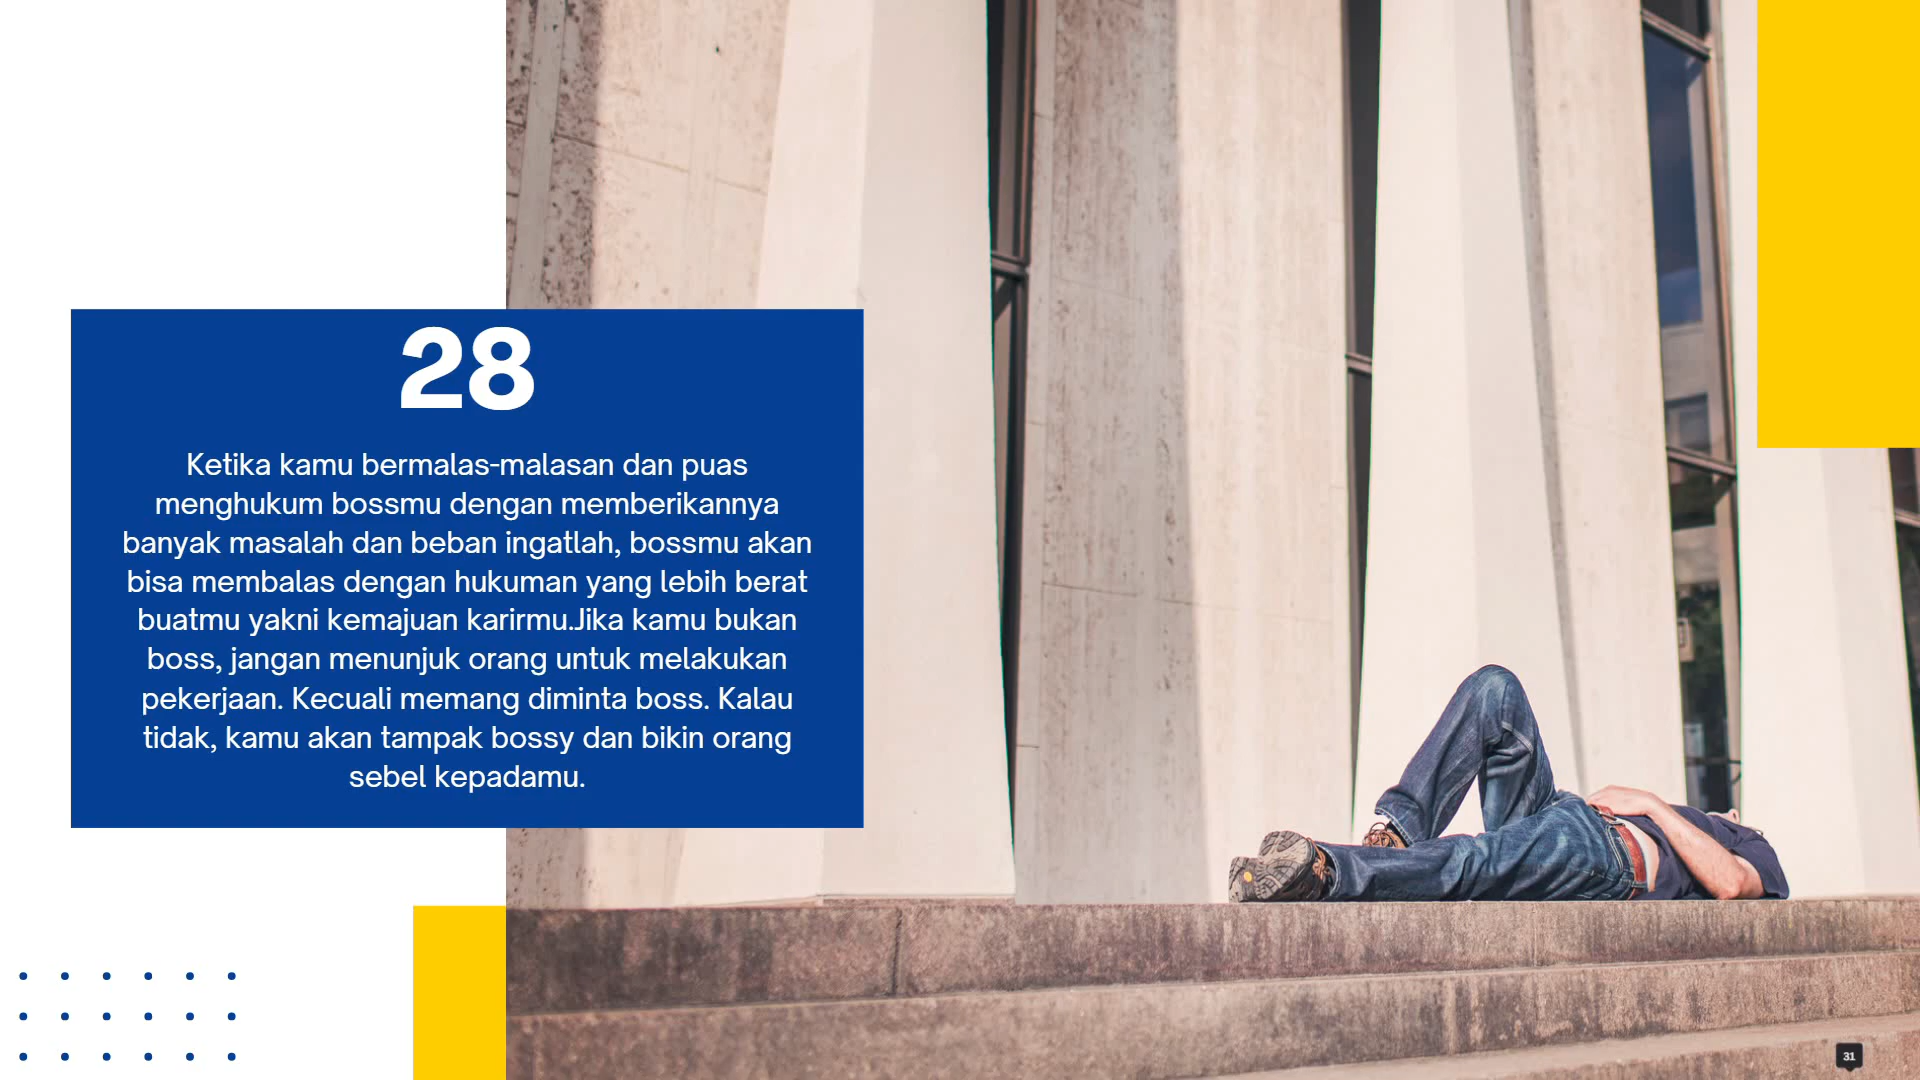 28
Ketika kamu bermalas-malasan dan puas
menghukum bossmu dengan memberikannya
banyak masalah dan beban ingatlah, bossmu akan
bisa membalas dengan hukuman yang lebih berat
buatmu yakni kemajuan karirmu.Jika kamu bukan
boss, jangan menunjuk orang untuk melakukan
pekerjaan. Kecuali memang diminta boss. Kalau
tidak, kamu akan tampak bossy dan bikin orang
sebel kepadamu.
31